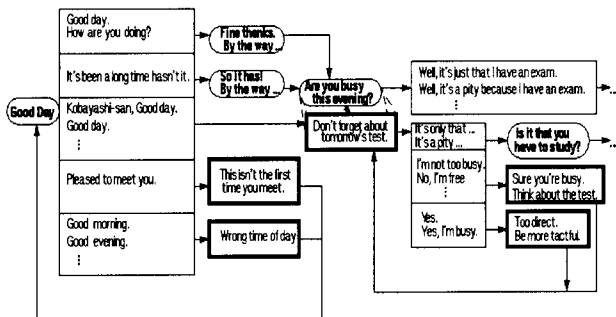 Good Day
Good day.
How are you doing?
It's been a long time hasn't it.
Kobayashi-san, Good day.
Good day.
Pleased to meet you.
Good morning.
Good evening.
Fine thanks.
By the way ...
So it has!
By the way ...
This isn't the first
time you meet.
Wrong time of day
Are you busy
this evening?
Don't forget about
tomorrow's test.
Well, it's just that I have an exam.
Well, it's a pity because I have an exam.
It's only that ...
It's a pity ...
I'm not too busy.
No, I'm free
Yes.
Yes, I'm busy.
Is it that you
have to study?
Sure you're busy.
Think about the test.
Too direct.
Be more tactful.